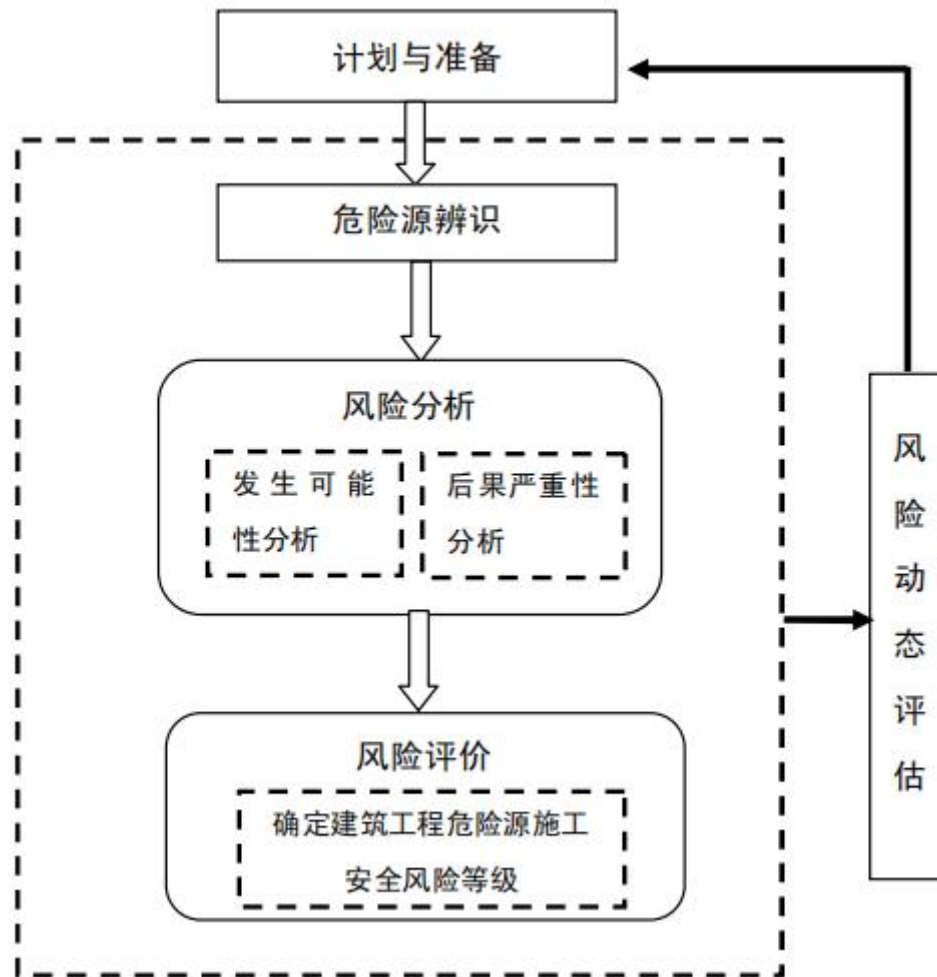 计划与准备
危险源辨识
风险分析
发生可能
性分析
后果严重性
分析
风险评价
确定建筑工程危险源施工
安全风险等级
风
险
动
态
评
估